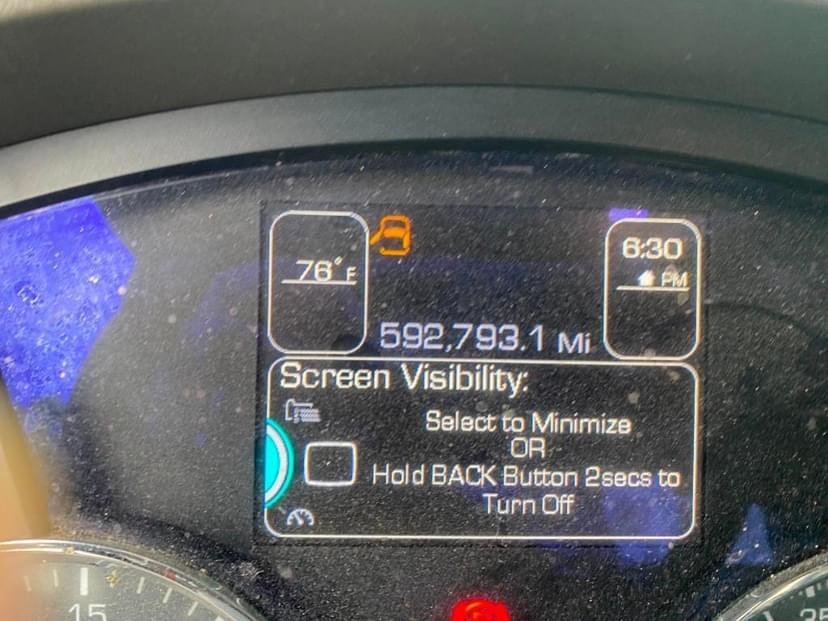 76° F
6:30
PM
592,793.1 Mi
Screen Visibility:
Select to Minimize
OR
Hold BACK Button 2secs to
Turn Off
15